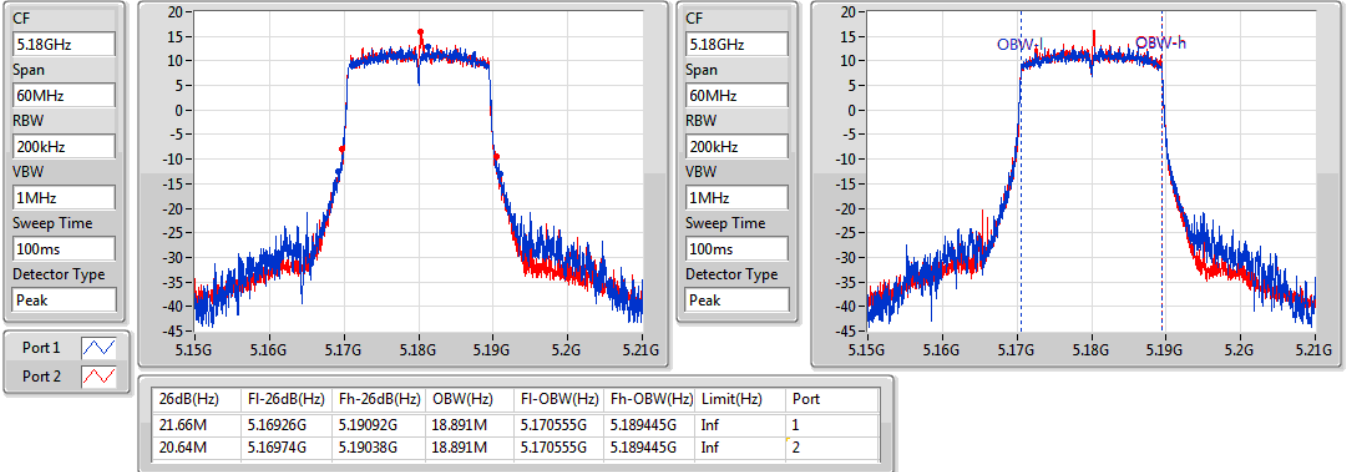 CF
5.18GHz
Span
60MHz
RBW
200kHz
VBW
1MHz
Sweep Time
100ms
Detector Type
Peak
Port 1
Port 2
20
15
10
5
0
-5
-10
-15
-20
-25
-30
-35
-40
-45
5.15G 5.16G 5.17G 5.18G 5.19G 5.2G 5.21G
CF
5.18GHz
Span
60MHz
RBW
200kHz
VBW
1MHz
Sweep Time
100ms
Detector Type
Peak
20
15
10
5
0
-5
-10
-15
-20
-25
-30
-35
-40
-45
OBW-l OBW-h
5.15G 5.16G 5.17G 5.18G 5.19G 5.2G 5.21G
26dB(Hz) Fl-26dB(Hz) Fh-26dB(Hz) OBW(Hz) Fl-OBW(Hz) Fh-OBW(Hz) Limit(Hz) Port
21.66M 5.16926G 5.19092G 18.891M 5.170555G 5.189445G Inf 1
20.64M 5.16974G 5.19038G 18.891M 5.170555G 5.189445G Inf 2